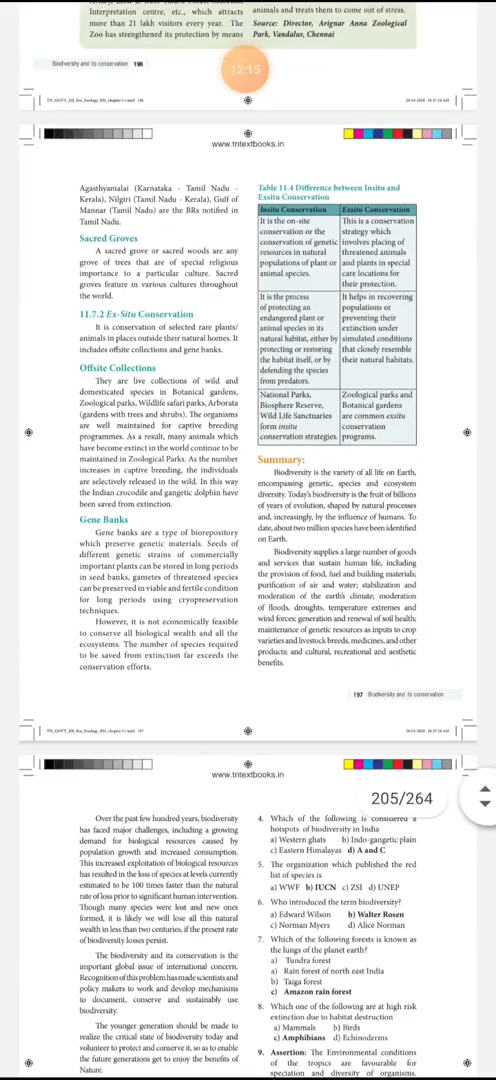 Interpretation centre, etc., which attracts
more than 21 lakh visitors every year. The
Zoo has strengthened its protection by means
animals and treats them to come out of stress.
Source: Director, Arignar Anna Zoological
Park, Vandalur, Chennai
Biodiversity and its conservation 196
12:15
www.tntextbooks.in
Agasthyamalai (Karnataka - Tamil Nadu -
Kerala), Nilgiri (Tamil Nadu - Kerala), Gulf of
Mannar (Tamil Nadu) are the BRs notified in
Tamil Nadu.
Sacred Groves
A sacred grove or sacred woods are any
grove of trees that are of special religious
importance to a particular culture. Sacred
groves feature in various cultures throughout
the world.
11.7.2 Ex-Situ Conservation
It is conservation of selected rare plants/
animals in places outside their natural homes. It
includes offsite collections and gene banks.
Offsite Collections
They are live collections of wild and
domesticated species in Botanical gardens,
Zoological parks, Wildlife safari parks, Arborata
(gardens with trees and shrubs). The organisms
are well maintained for captive breeding
programmes. As a result, many animals which
have become extinct in the world continue to be
maintained in Zoological Parks. As the number
increases in captive breeding, the individuals
are selectively released in the wild. In this way
the Indian crocodile and gangetic dolphin have
been saved from extinction.
Gene Banks
Gene banks are a type of biorepository
which preserve genetic materials. Seeds of
different genetic strains of commercially
important plants can be stored in long periods
in seed banks, gametes of threatened species
can be preserved in viable and fertile condition
for long periods using cryopreservation
techniques.
However, it is not economically feasible
to conserve all biological wealth and all the
ecosystems. The number of species required
to be saved from extinction far exceeds the
conservation efforts.
Table 11.4 Difference between Insitu and
Exsitu Conservation
Insitu Conservation
It is the on-site
conservation or the
conservation of genetic
resources in natural
populations of plant or
animal species.
Exsitu Conservation
This is a conservation
strategy which
involves placing of
threatened animals
and plants in special
care locations for
their protection.
It is the process
of protecting an
endangered plant or
animal species in its
natural habitat, either by
protecting or restoring
the habitat itself, or by
defending the species
from predators.
It helps in recovering
populations or
preventing their
extinction under
simulated conditions
that closely resemble
their natural habitats.
National Parks,
Biosphere Reserve,
Wild Life Sanctuaries
form insitu
conservation strategies.
Zoological parks and
Botanical gardens
are common exsitu
conservation
programs.
Summary:
Biodiversity is the variety of all life on Earth,
encompassing genetic, species and ecosystem
diversity. Today's biodiversity is the fruit of billions
of years of evolution, shaped by natural processes
and, increasingly, by the influence of humans. To
date, about two million species have been identified
on Earth.
Biodiversity supplies a large number of goods
and services that sustain human life, including
the provision of food, fuel and building materials;
purification of air and water; stabilization and
moderation of the earth's climate; moderation
of floods, droughts, temperature extremes and
wind forces; generation and renewal of soil health;
maintenance of genetic resources as inputs to crop
varieties and livestock breeds, medicines, and other
products; and cultural, recreational and aesthetic
benefits.
197 Biodiversity and its conservation
www.tntextbooks.in
205/264
Over the past few hundred years, biodiversity
has faced major challenges, including a growing
demand for biological resources caused by
population growth and increased consumption.
This increased exploitation of biological resources
has resulted in the loss of species at levels currently
estimated to be 100 times faster than the natural
rate of loss prior to significant human intervention.
Though many species were lost and new ones
formed, it is likely we will lose all this natural
wealth in less than two centuries, if the present rate
of biodiversity losses persist.
The biodiversity and its conservation is the
important global issue of international concern.
Recognition of this problem has made scientists and
policy makers to work and develop mechanisms
to document, conserve and sustainably use
biodiversity.
The younger generation should be made to
realize the critical state of biodiversity today and
volunteer to protect and conserve it, so as to enable
the future generations get to enjoy the benefits of
Nature.
4. Which of the following is considered a
hotspots of biodiversity in India
a) Western ghats b) Indo-gangetic plain
c) Eastern Himalayas d) A and C
5. The organization which published the red
list of species is
a) WWF b) IUCN c) ZSI d) UNEP
6. Who introduced the term biodiversity?
a) Edward Wilson b) Walter Rosen
c) Norman Myers d) Alice Norman
7. Which of the following forests is known as
the lungs of the planet earth?
a) Tundra forest
a) Rain forest of north east India
b) Taiga forest
c) Amazon rain forest
8. Which one of the following are at high risk
extinction due to habitat destruction
a) Mammals b) Birds
c) Amphibians d) Echinoderms
9. Assertion: The Environmental conditions
of the tropics are favourable for
speciation and diversity of organisms.